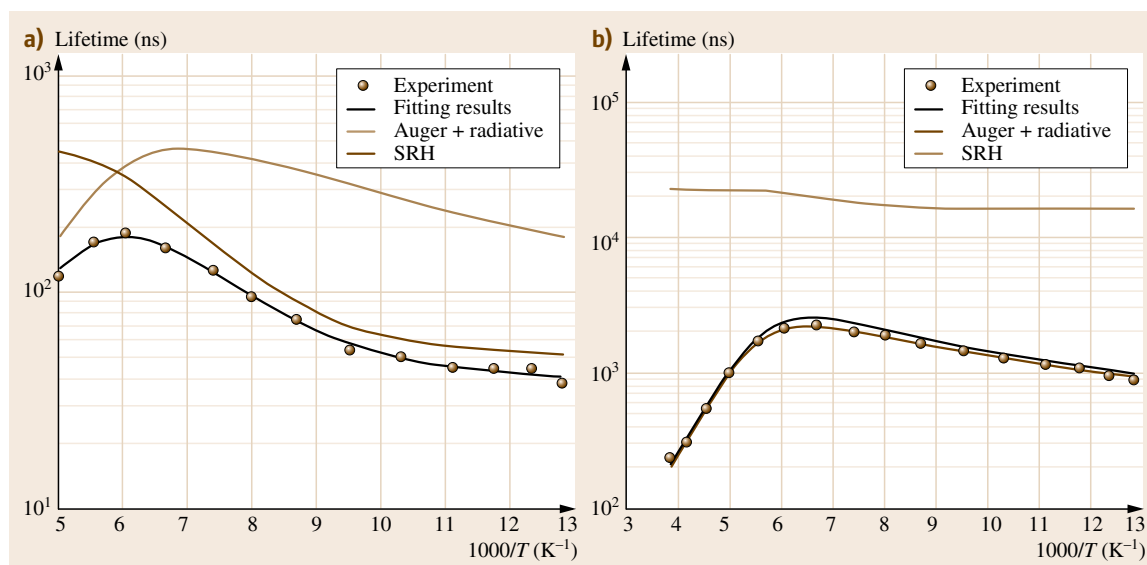 a) Lifetime (ns)
10³
10²
10¹
5 6 7 8 9 10 11 12 13
1000/T (K⁻¹)
Experiment
Fitting results
Auger + radiative
SRH
b) Lifetime (ns)
10⁵
10⁴
10³
10²
3 4 5 6 7 8 9 10 11 12 13
1000/T (K⁻¹)
Experiment
Fitting results
Auger + radiative
SRH